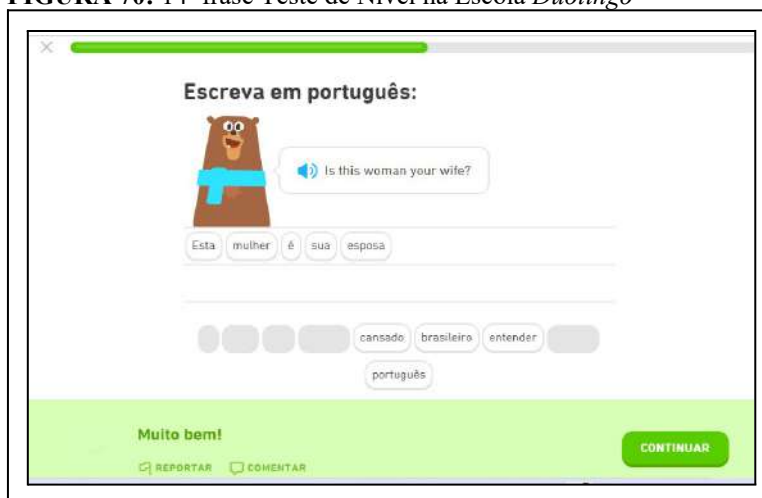 FIGURA 70: 14ª frase Teste de Nível na Escola Duolingo
Escreva em português:
Is this woman your wife?
Esta mulher é sua esposa
cansado brasileiro entender
português
Muito bem!
CONTINUAR
REPORTAR COMENTAR